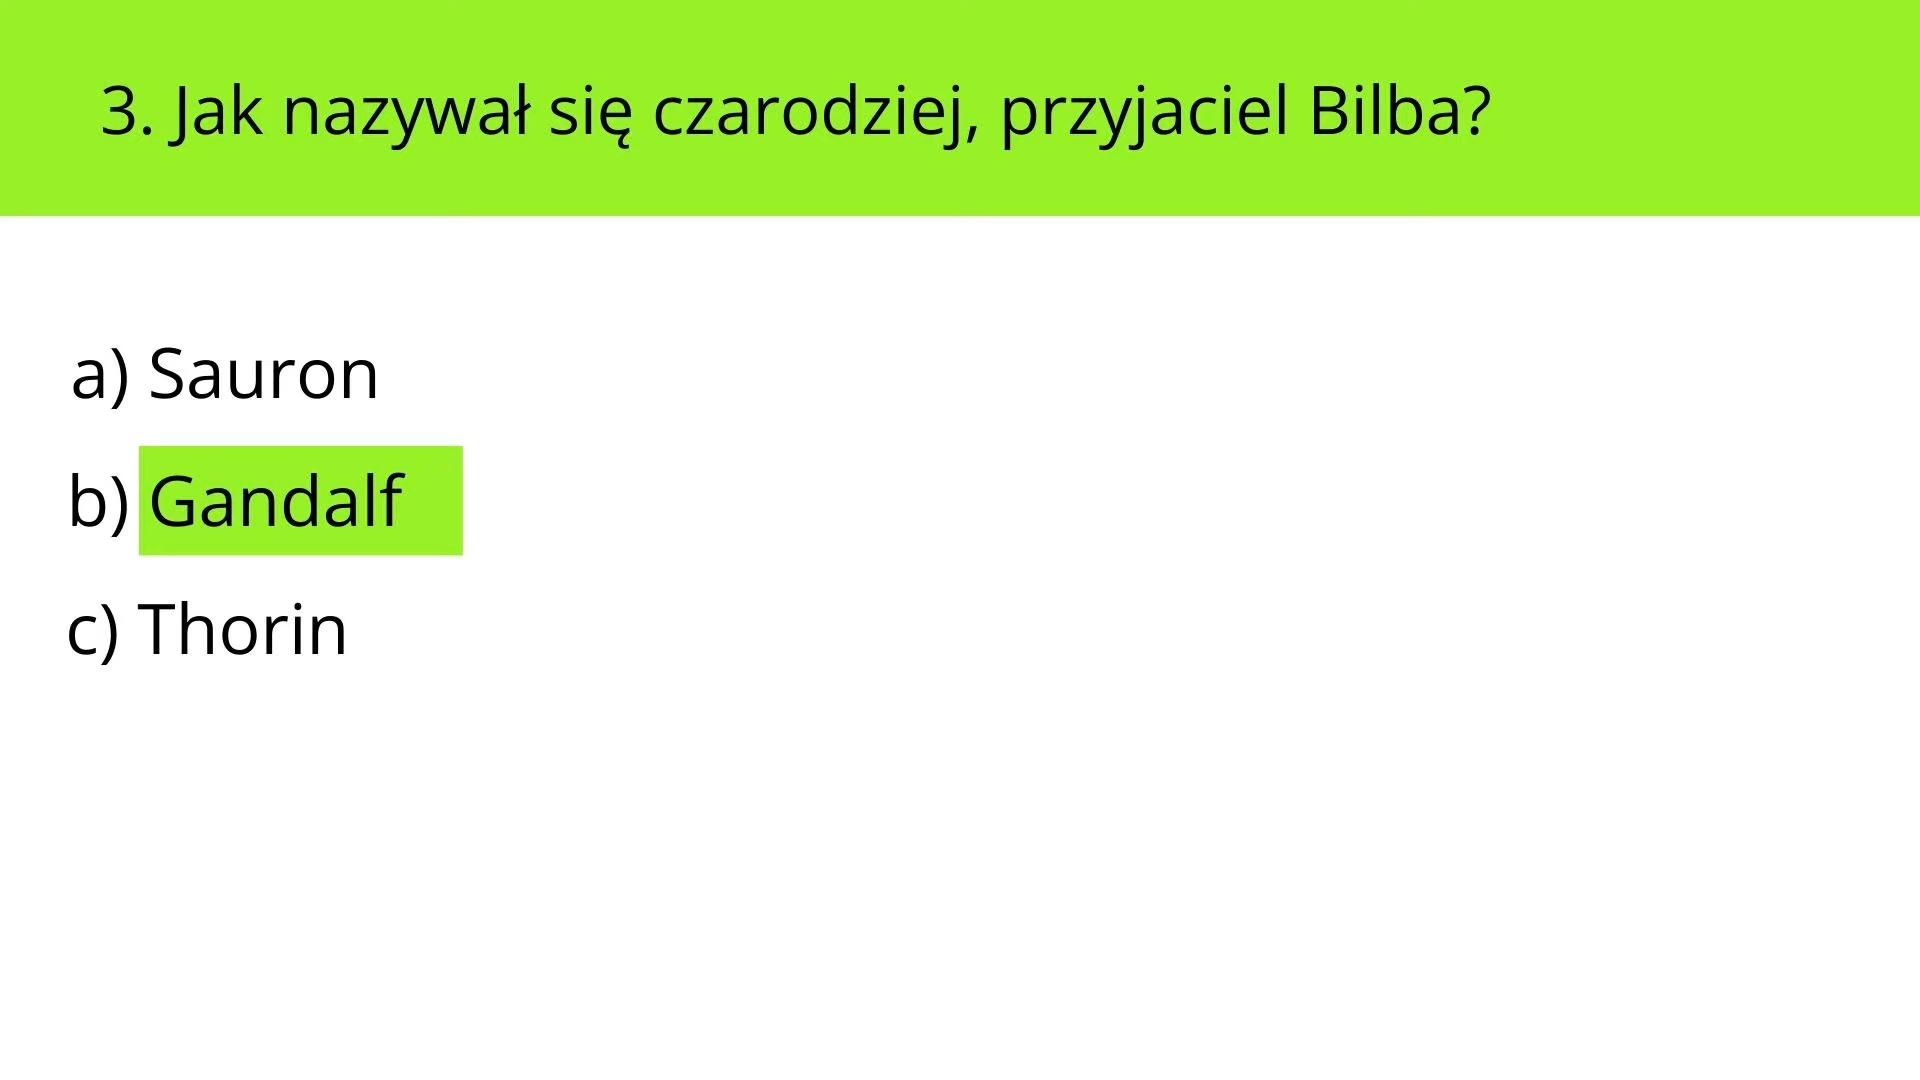 3. Jak nazywał się czarodziej, przyjaciel Bilba?
a) Sauron
b) Gandalf
c) Thorin